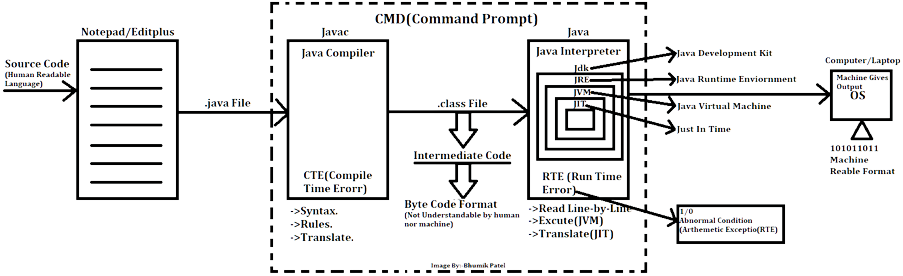 CMD(Command Prompt)
Notepad/Editplus
Javac
Java
Source Code
(Human Readable
Language)
.java File
Java Compiler
CTE(Compile
Time Erorr)
->Syntax.
->Rules.
->Translate.
.class File
Intermediate Code
Byte Code Format
(Not Understandable by human
nor machine)
Java Interpreter
Jdk
JRE
JVM
JIT
RTE (Run Time
Error)
->Read Line-by-Line
->Excute(JVM)
->Translate(JIT)
Java Development Kit
Java Runtime Enviornment
Java Virtual Machine
Just In Time
1/0
Abnormal Condition
(Arthemetic Exceptio(RTE)
Computer/Laptop
Machine Gives
Output
OS
101011011
Machine
Reable Format
Image By:-Bhumik Patel